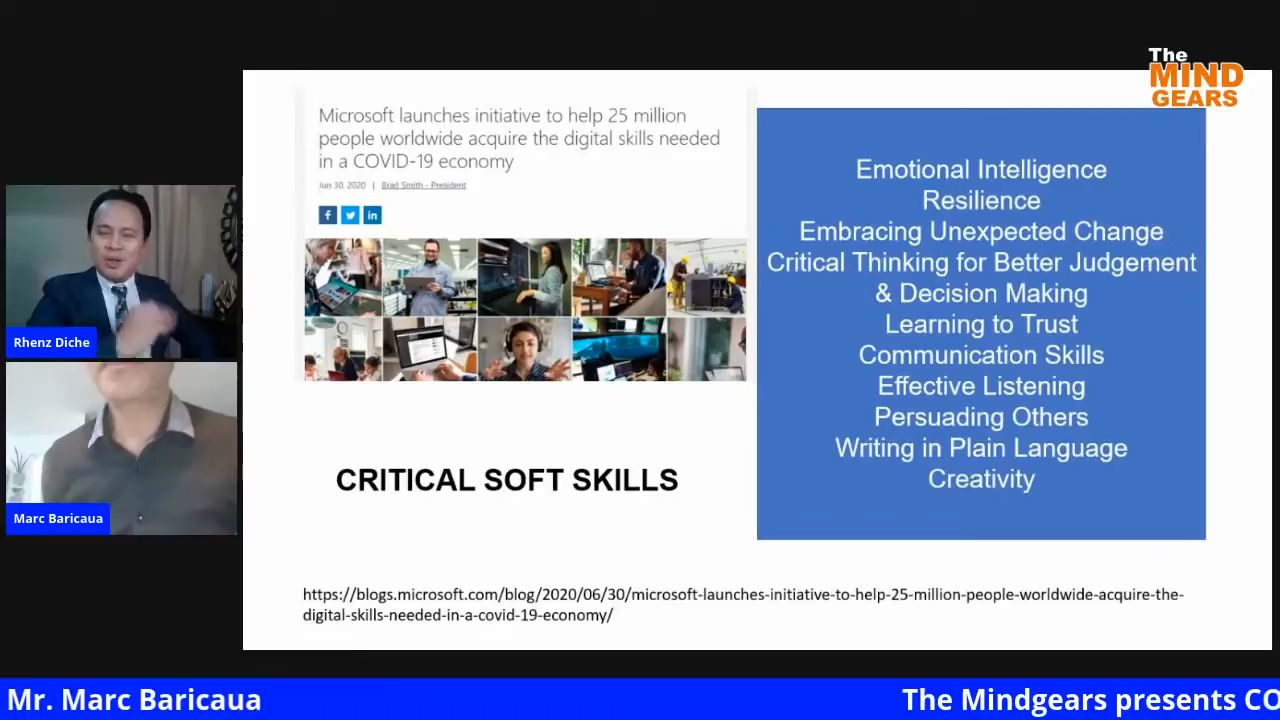 The
MIND
GEARS
Microsoft launches initiative to help 25 million
people worldwide acquire the digital skills needed
in a COVID-19 economy
Jun 30, 2020 | Brad Smith - President
Emotional Intelligence
Resilience
Embracing Unexpected Change
Critical Thinking for Better Judgement
& Decision Making
Learning to Trust
Communication Skills
Effective Listening
Persuading Others
Writing in Plain Language
Creativity
CRITICAL SOFT SKILLS
https://blogs.microsoft.com/blog/2020/06/30/microsoft-launches-initiative-to-help-25-million-people-worldwide-acquire-the-
digital-skills-needed-in-a-covid-19-economy/
Rhenz Diche
Marc Baricaua
Mr. Marc Baricaua
The Mindgears presents CO